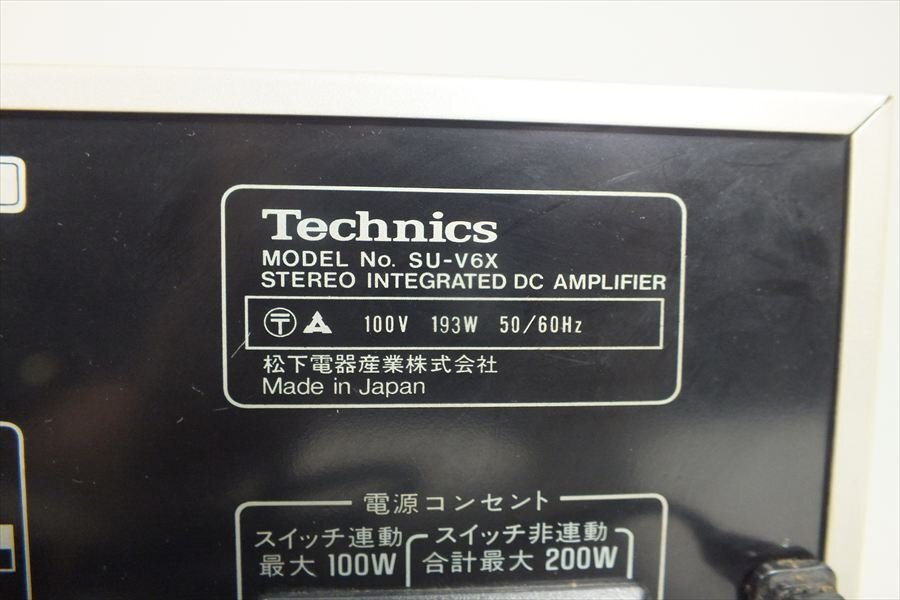 Technics
MODEL No. SU-V6X
STEREO INTEGRATED DC AMPLIFIER
〒 100V 193W 50/60Hz
松下電器産業株式会社
Made in Japan
電源コンセント
スイッチ連動 スイッチ非連動
最大 100W 合計最大 200W